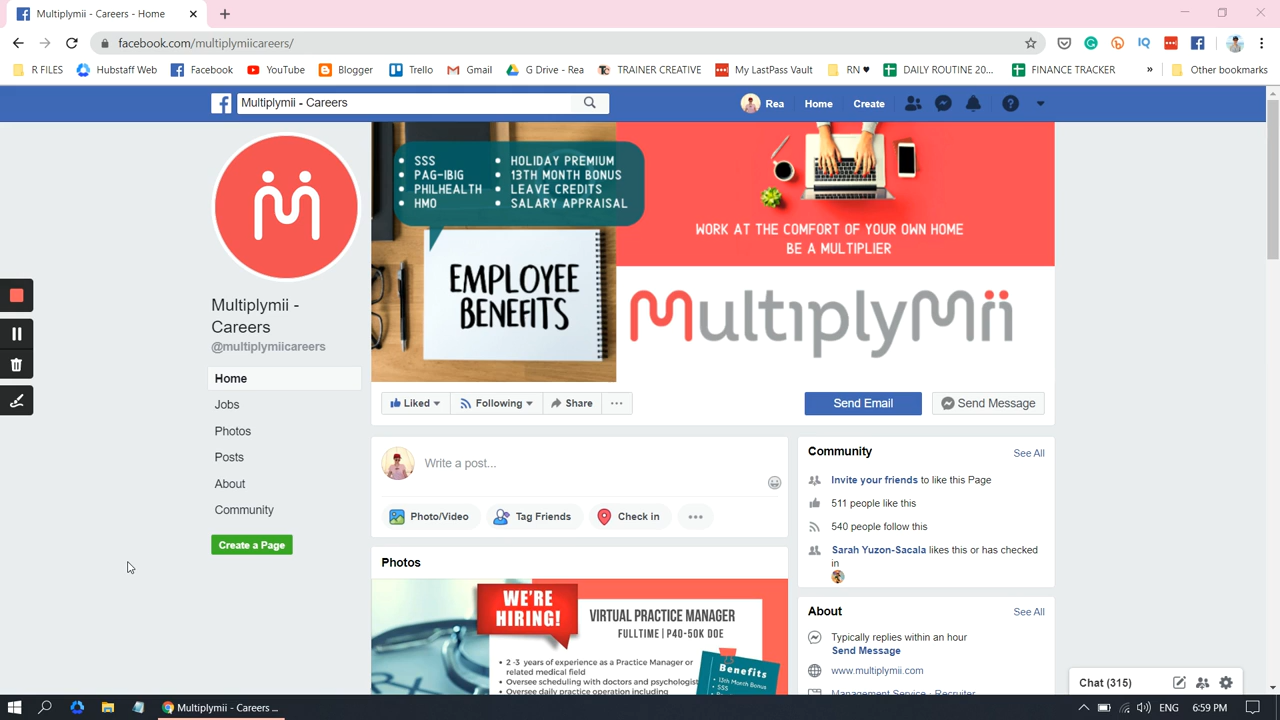 Multiplymii - Careers - Home
facebook.com/multiplymiicareers/
R FILES
Hubstaff Web
Facebook
YouTube
Blogger
Trello
Gmail
G Drive - Rea
TRAINER CREATIVE
My LastPass Vault
RN ♥
DAILY ROUTINE 20...
FINANCE TRACKER
»
Other bookmarks
Multiplymii - Careers
Rea
Home
Create
• SSS
• PAG-IBIG
• PHILHEALTH
• HMO
• HOLIDAY PREMIUM
• 13TH MONTH BONUS
• LEAVE CREDITS
• SALARY APPRAISAL
EMPLOYEE
BENEFITS
WORK AT THE COMFORT OF YOUR OWN HOME
BE A MULTIPLIER
MultiplyMii
Multiplymii -
Careers
@multiplymiicareers
Home
Jobs
Photos
Posts
About
Community
Create a Page
Liked
Following
Share
Send Email
Send Message
Write a post...
Photo/Video
Tag Friends
Check in
Photos
WE'RE
HIRING!
VIRTUAL PRACTICE MANAGER
FULLTIME | P40-50K DOE
• 2 -3 years of experience as a Practice Manager or
related medical field
• Oversee scheduling with doctors and psychologist
• Oversee daily practice operation including
Benefits
• 13th Month Bonus
• SSS
Community
See All
Invite your friends to like this Page
511 people like this
540 people follow this
Sarah Yuzon-Sacala likes this or has checked
in
About
See All
Typically replies within an hour
Send Message
www.multiplymii.com
Management Service · Recruiter
Chat (315)
Multiplymii - Careers ...
ENG
6:59 PM